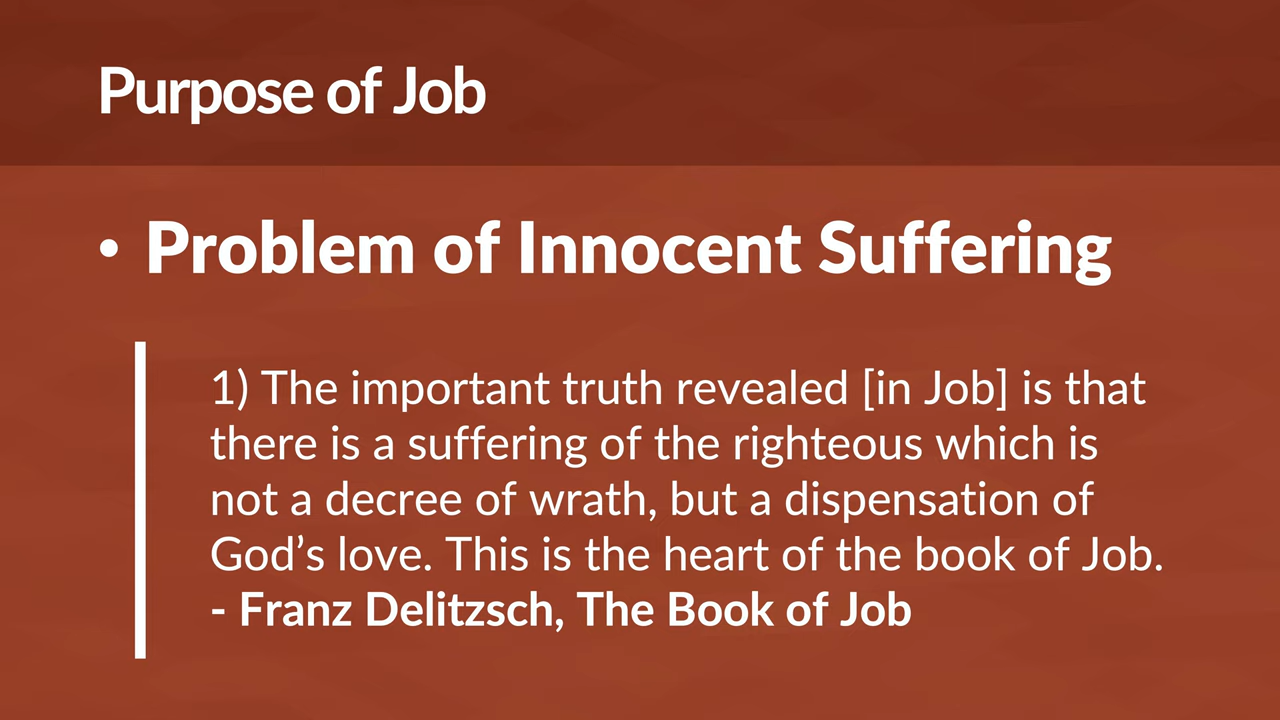 Purpose of Job
• Problem of Innocent Suffering
1) The important truth revealed [in Job] is that
there is a suffering of the righteous which is
not a decree of wrath, but a dispensation of
God’s love. This is the heart of the book of Job.
- Franz Delitzsch, The Book of Job